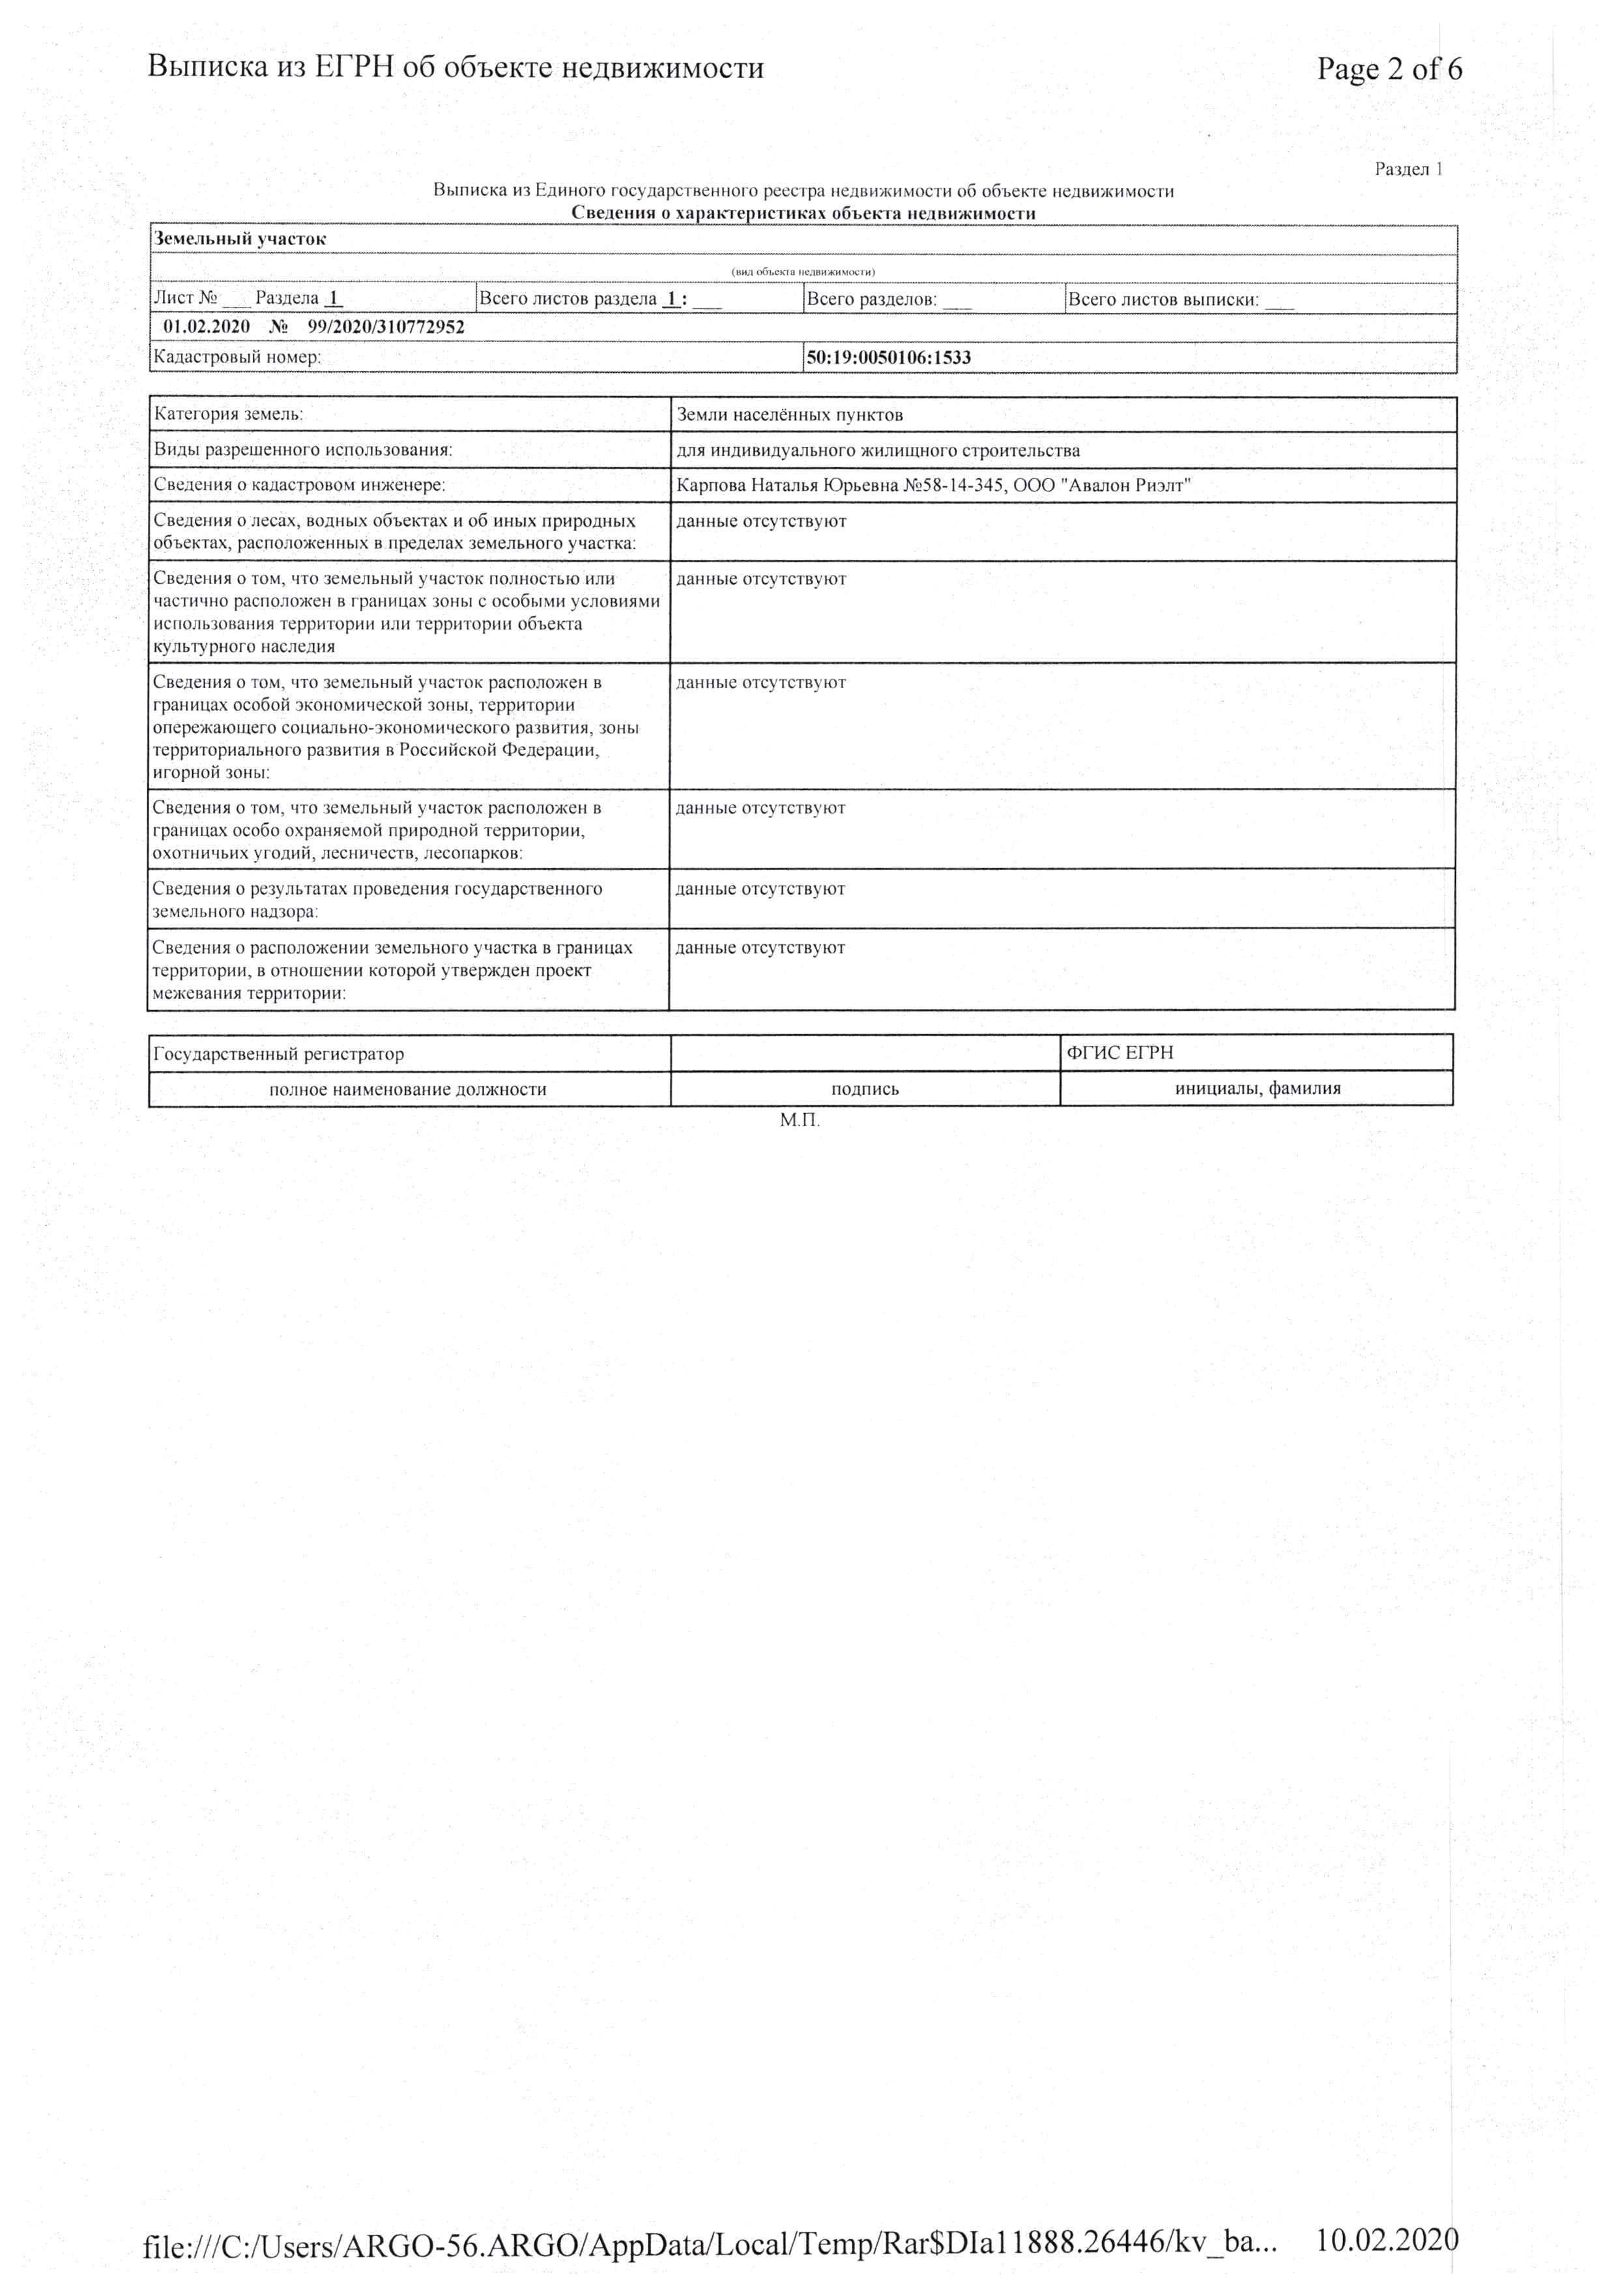 Выписка из ЕГРН об объекте недвижимости Page 2 of 6
Раздел 1
Выписка из Единого государственного реестра недвижимости об объекте недвижимости
Сведения о характеристиках объекта недвижимости
Земельный участок
(вид объекта недвижимости)
Лист № ___ Раздела 1 Всего листов раздела 1 : ___ Всего разделов: ___ Всего листов выписки: ___
01.02.2020 № 99/2020/310772952
Кадастровый номер: 50:19:0050106:1533
Категория земель: Земли населённых пунктов
Виды разрешенного использования: для индивидуального жилищного строительства
Сведения о кадастровом инженере: Карпова Наталья Юрьевна №58-14-345, ООО "Авалон Риэлт"
Сведения о лесах, водных объектах и об иных природных данные отсутствуют
объектах, расположенных в пределах земельного участка:
Сведения о том, что земельный участок полностью или данные отсутствуют
частично расположен в границах зоны с особыми условиями
использования территории или территории объекта
культурного наследия
Сведения о том, что земельный участок расположен в данные отсутствуют
границах особой экономической зоны, территории
опережающего социально-экономического развития, зоны
территориального развития в Российской Федерации,
игорной зоны:
Сведения о том, что земельный участок расположен в данные отсутствуют
границах особо охраняемой природной территории,
охотничьих угодий, лесничеств, лесопарков:
Сведения о результатах проведения государственного данные отсутствуют
земельного надзора:
Сведения о расположении земельного участка в границах данные отсутствуют
территории, в отношении которой утвержден проект
межевания территории:
Государственный регистратор ФГИС ЕГРН
полное наименование должности подпись инициалы, фамилия
М.П.
file:///C:/Users/ARGO-56.ARGO/AppData/Local/Temp/Rar$DIa11888.26446/kv_ba... 10.02.2020